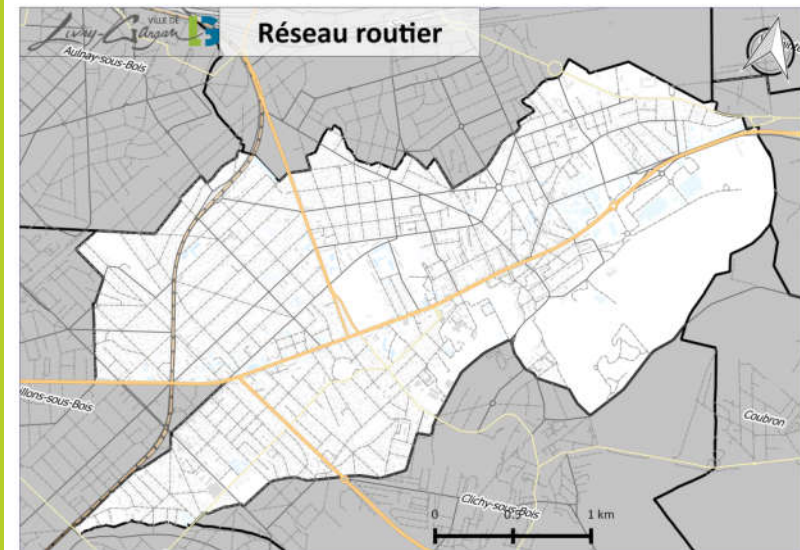 VILLE DE
Livry-Gargan
Réseau routier
Aulnay-sous-Bois
illons-sous-Bois
Coubron
Clichy-sous-Bois
0 0.5 1 km